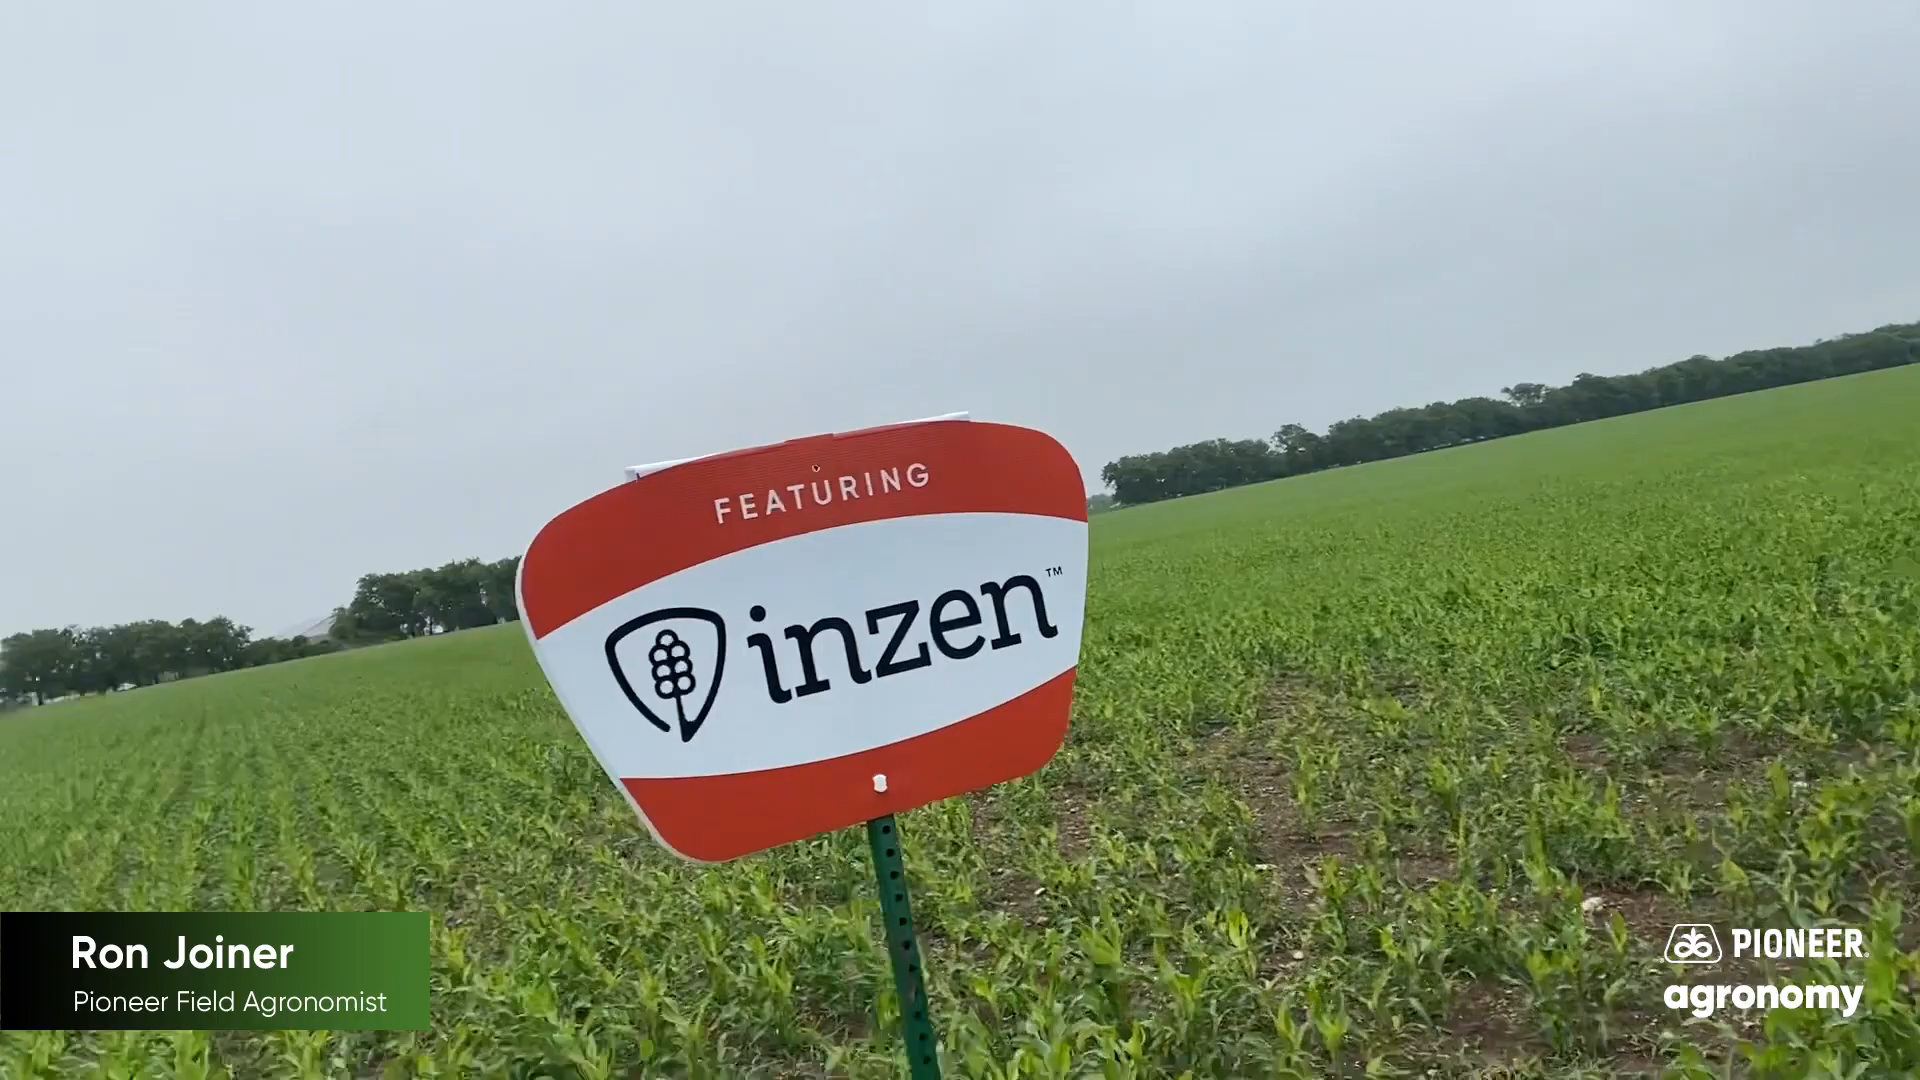 FEATURING
inzen™
Ron Joiner
Pioneer Field Agronomist
PIONEER®
agronomy